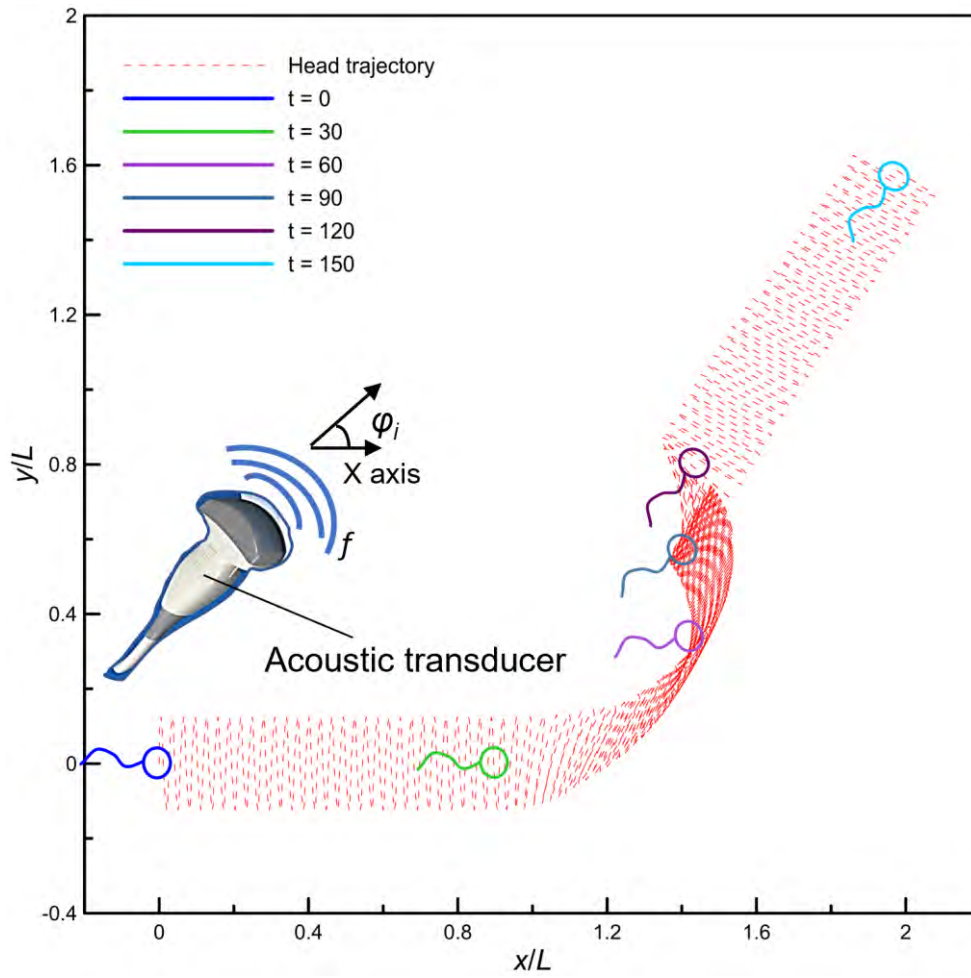 2
Head trajectory
t = 0
t = 30
1.6
t = 60
t = 90
t = 120
t = 150
1.2
φi
X axis
0.8
y/L
f
0.4
Acoustic transducer
0
-0.4
0 0.4 0.8 1.2 1.6 2
x/L